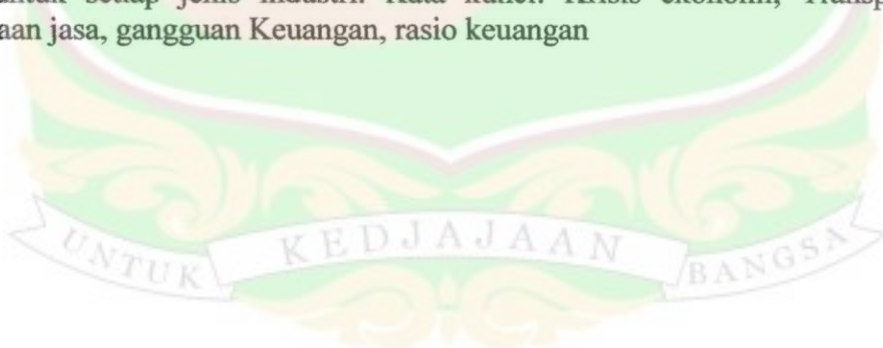 untuk setiap jenis industri. Kata kunci: Krisis ekonomi, Transp
aan jasa, gangguan Keuangan, rasio keuangan
UNTUK KEDJAJAAN BANGSA